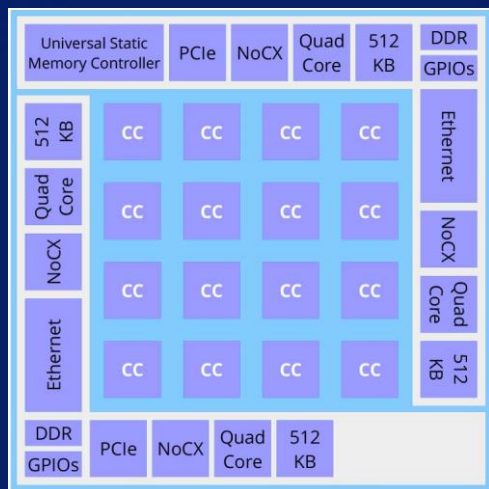 Universal Static
Memory Controller
PCIe
NoCX
Quad
Core
512
KB
DDR
GPIOs
512
KB
Quad
Core
NoCX
Ethernet
CC CC CC CC
CC CC CC CC
CC CC CC CC
CC CC CC CC
Ethernet
NoCX
Quad
Core
512
KB
DDR
GPIOs
PCIe
NoCX
Quad
Core
512
KB